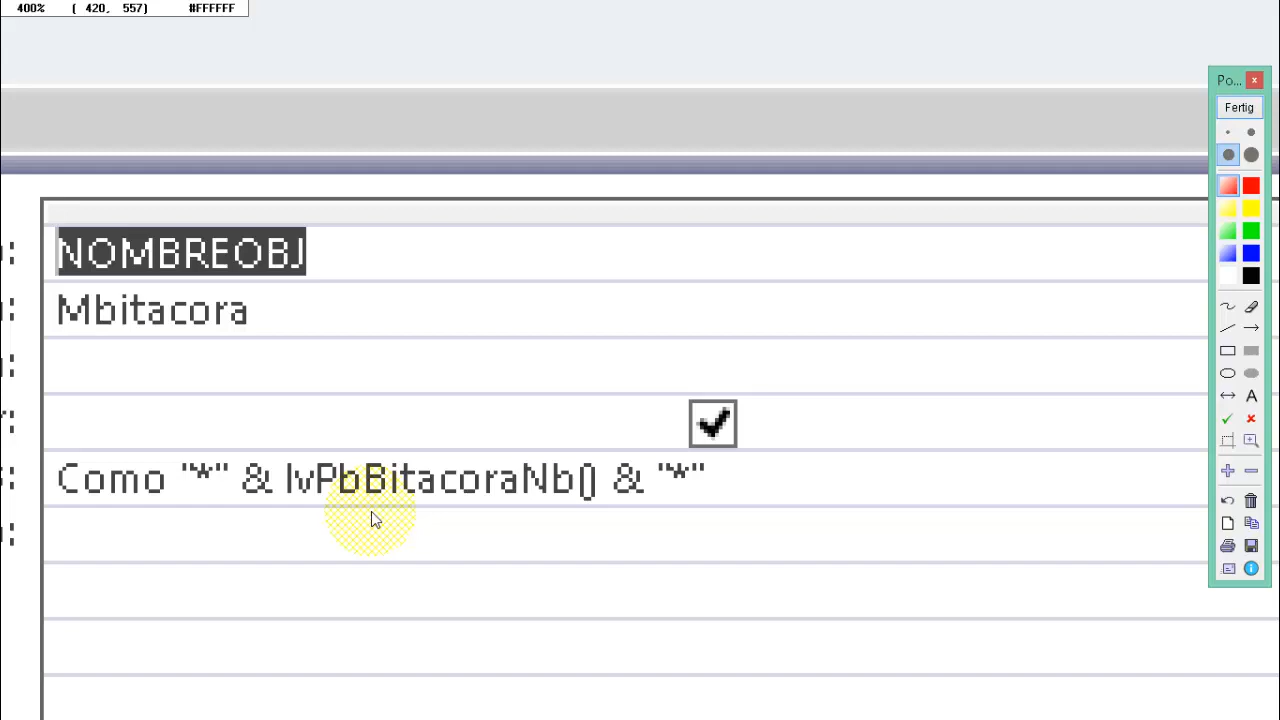 400% ( 420, 557) #FFFFFF
Po...
Fertig
NOMBREOBJ
Mbitacora
Como "*" & lvPbBitacoraNb() & "*"
A